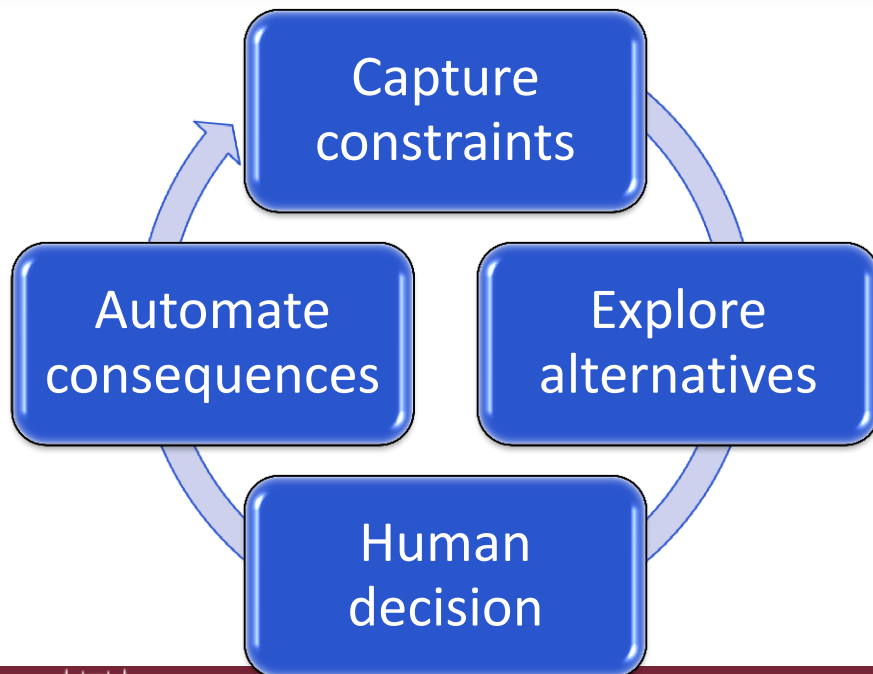 Capture
constraints
Explore
alternatives
Human
decision
Automate
consequences